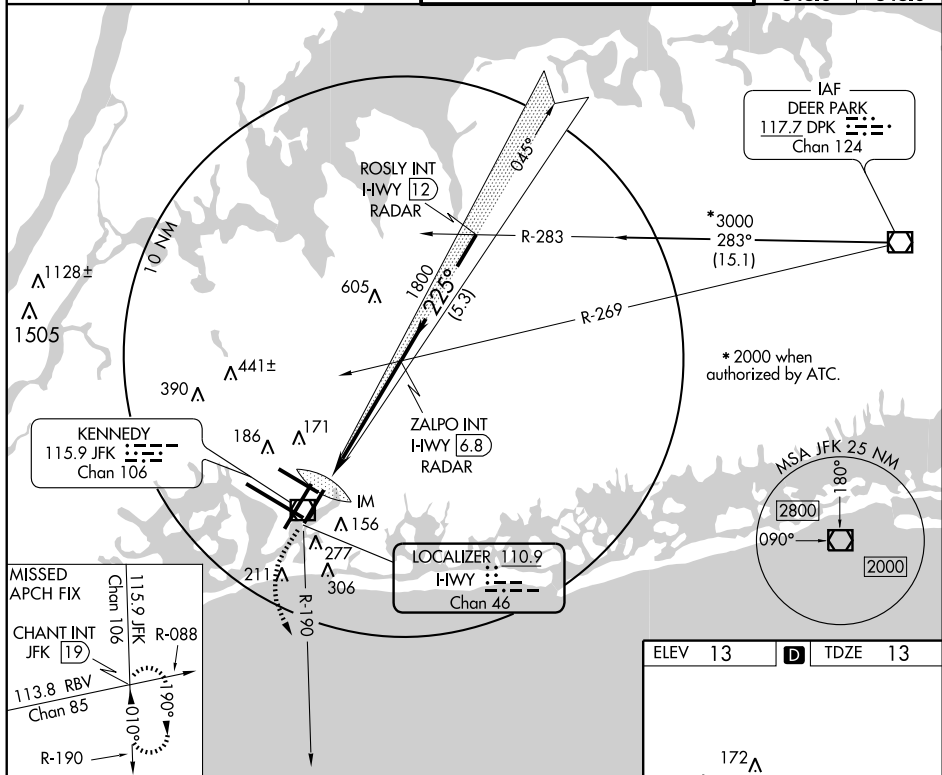 IAF
DEER PARK
117.7 DPK
Chan 124
ROSLY INT
I-IWY 12
RADAR
045°
*3000
283°
(15.1)
R-283
10 NM
1128±
1505
605
1800
225°
(5.3)
R-269
* 2000 when
authorized by ATC.
441±
390
ZALPO INT
I-IWY 6.8
RADAR
KENNEDY
115.9 JFK
Chan 106
186
171
IM
156
277
306
211
R-190
LOCALIZER 110.9
I-IWY
Chan 46
MSA JFK 25 NM
180°
2800
090°
2000
MISSED
APCH FIX
115.9 JFK
Chan 106
CHANT INT
JFK 19
R-088
113.8 RBV
Chan 85
190°
010°
R-190
ELEV 13 D TDZE 13
172